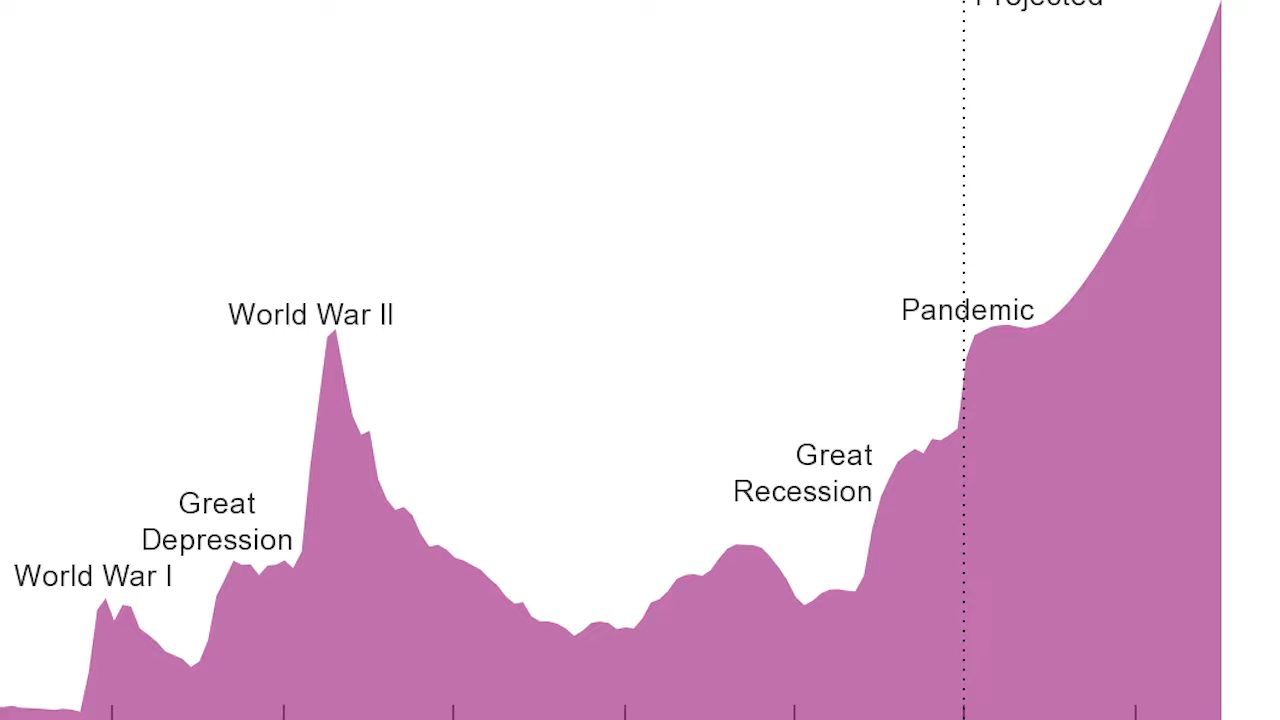 Projected
World War II
Pandemic
Great
Recession
Great
Depression
World War I